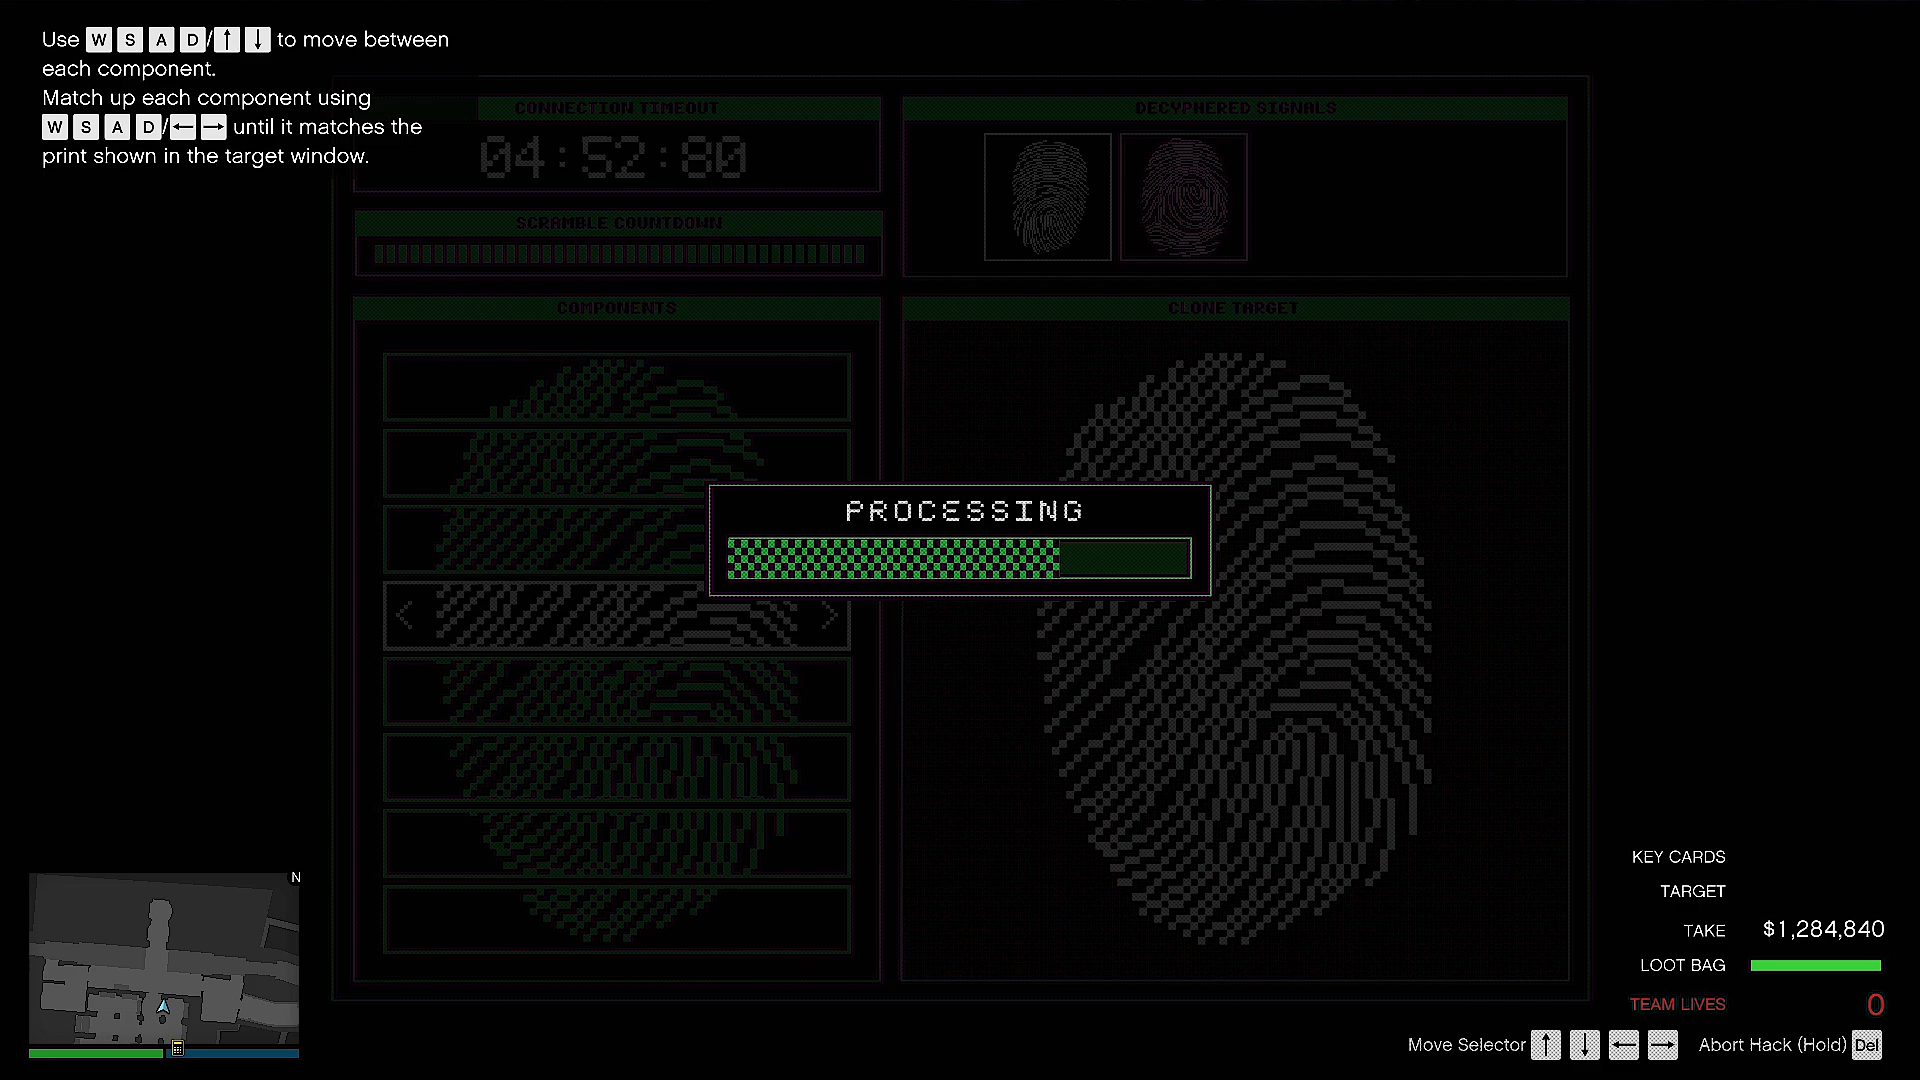 Use W S A D/↑ ↓ to move between
each component.
Match up each component using
W S A D/← → until it matches the
print shown in the target window.
CONNECTION TIMEOUT
04:52:80
SCRAMBLE COUNTDOWN
DECYPHERED SIGNALS
COMPONENTS
CLONE TARGET
PROCESSING
N
KEY CARDS
TARGET
TAKE $1,284,840
LOOT BAG
TEAM LIVES 0
Move Selector ↑ ↓ ← → Abort Hack (Hold) Del